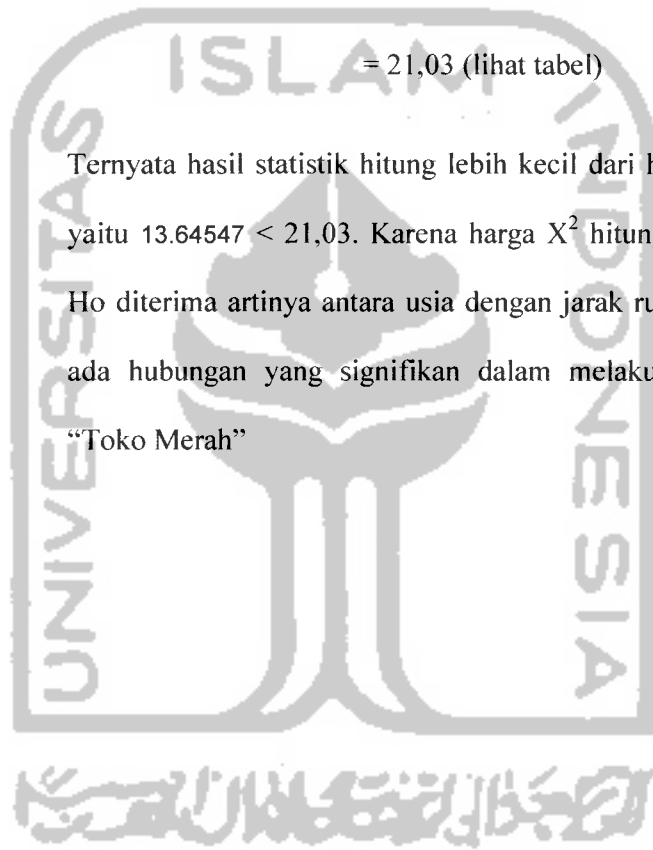 ISLAM
UNIVERSITAS
INDONESIA
= 21,03 (lihat tabel)
Ternyata hasil statistik hitung lebih kecil dari
yaitu 13.64547 < 21,03. Karena harga X² hitun
Ho diterima artinya antara usia dengan jarak ru
ada hubungan yang signifikan dalam melaku
“Toko Merah”